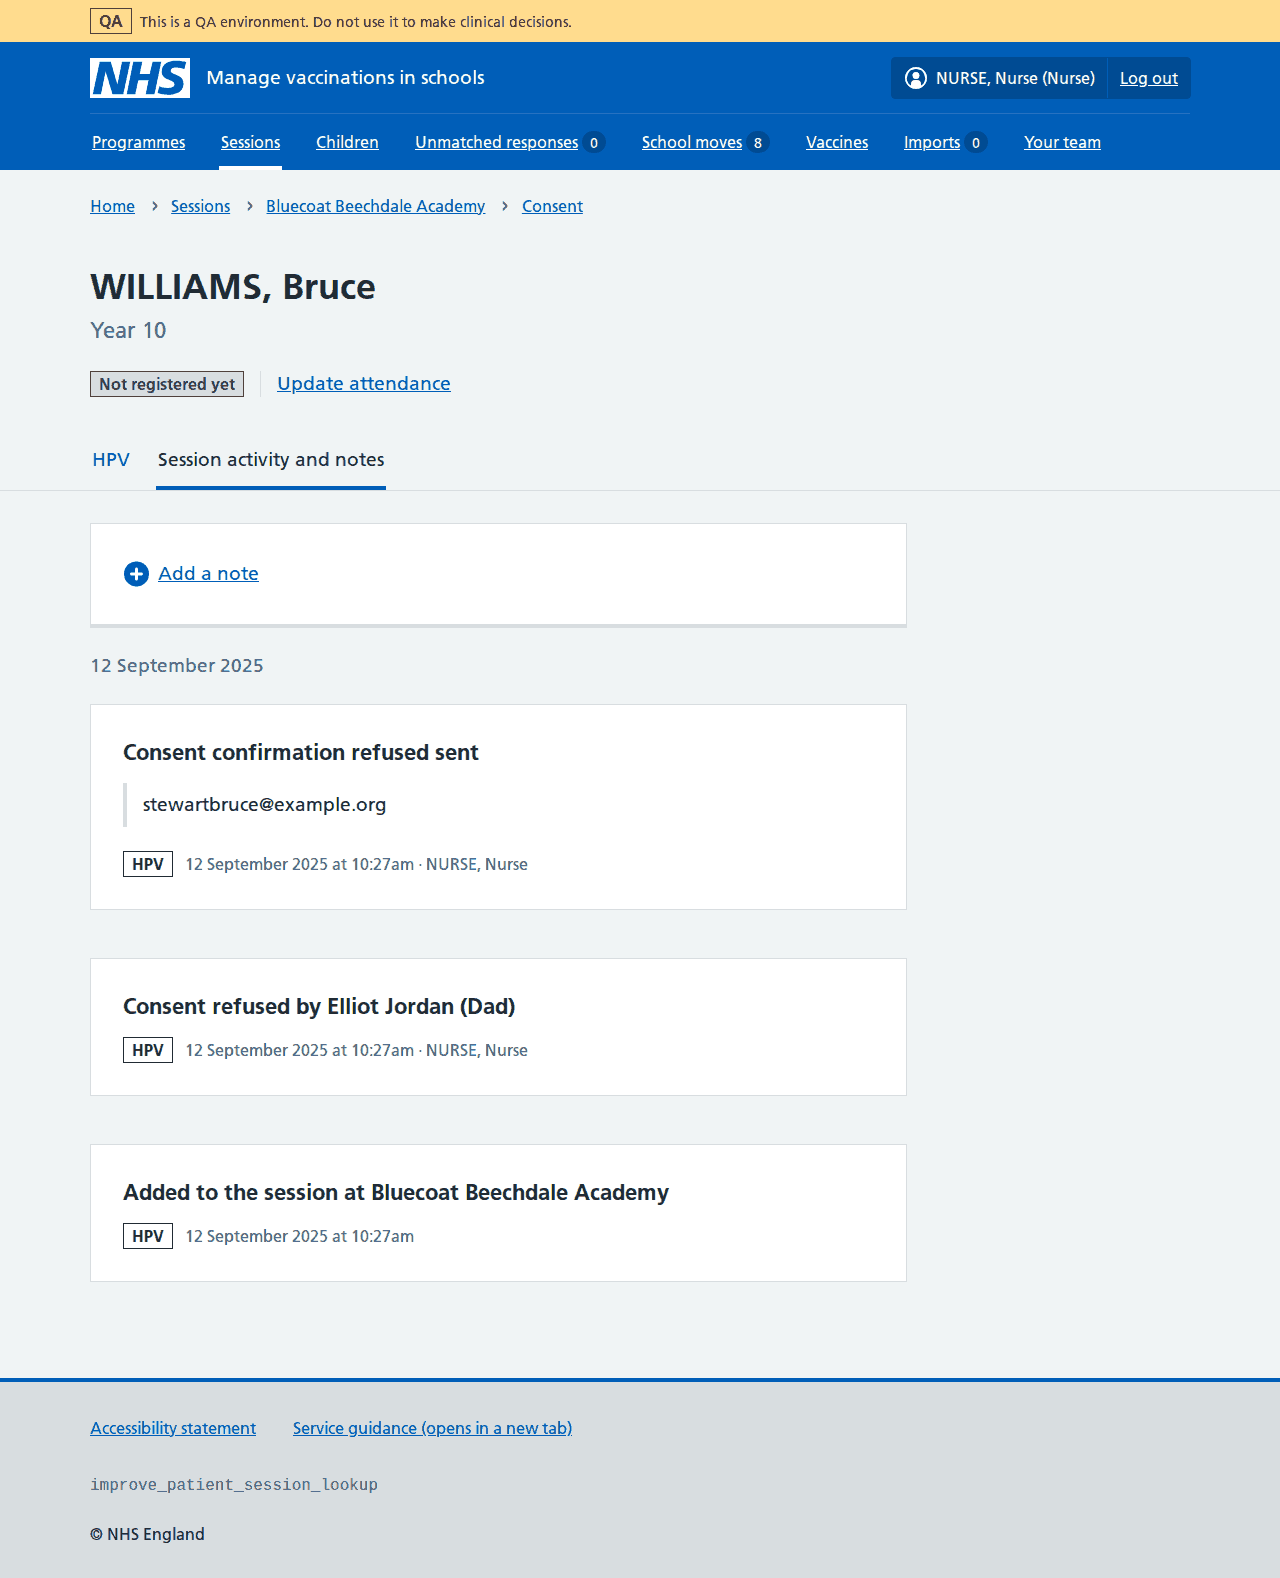 QA This is a QA environment. Do not use it to make clinical decisions.
NHS Manage vaccinations in schools NURSE, Nurse (Nurse) Log out
Programmes Sessions Children Unmatched responses 0 School moves 8 Vaccines Imports 0 Your team
Home › Sessions › Bluecoat Beechdale Academy › Consent
WILLIAMS, Bruce
Year 10
Not registered yet Update attendance
HPV Session activity and notes
Add a note
12 September 2025
Consent confirmation refused sent
stewartbruce@example.org
HPV 12 September 2025 at 10:27am · NURSE, Nurse
Consent refused by Elliot Jordan (Dad)
HPV 12 September 2025 at 10:27am · NURSE, Nurse
Added to the session at Bluecoat Beechdale Academy
HPV 12 September 2025 at 10:27am
Accessibility statement Service guidance (opens in a new tab)
improve_patient_session_lookup
© NHS England